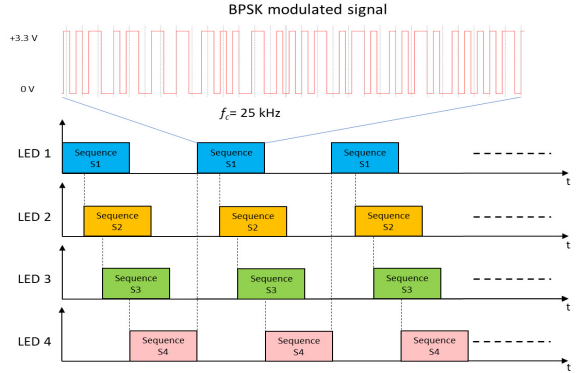 BPSK modulated signal
+3.3 V
0 V
f_c= 25 kHz
LED 1
Sequence
S1
Sequence
S1
Sequence
S1
t
LED 2
Sequence
S2
Sequence
S2
Sequence
S2
t
LED 3
Sequence
S3
Sequence
S3
Sequence
S3
t
LED 4
Sequence
S4
Sequence
S4
Sequence
S4
t